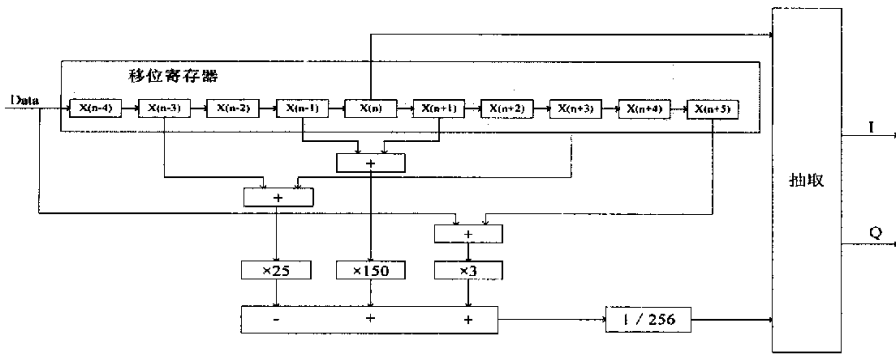 移位寄存器
Data
X(n-4) X(n-3) X(n-2) X(n-1) X(n) X(n+1) X(n+2) X(n+3) X(n+4) X(n+5)
+
+
+
×25 ×150 ×3
- + +
1 / 256
抽取
I
Q